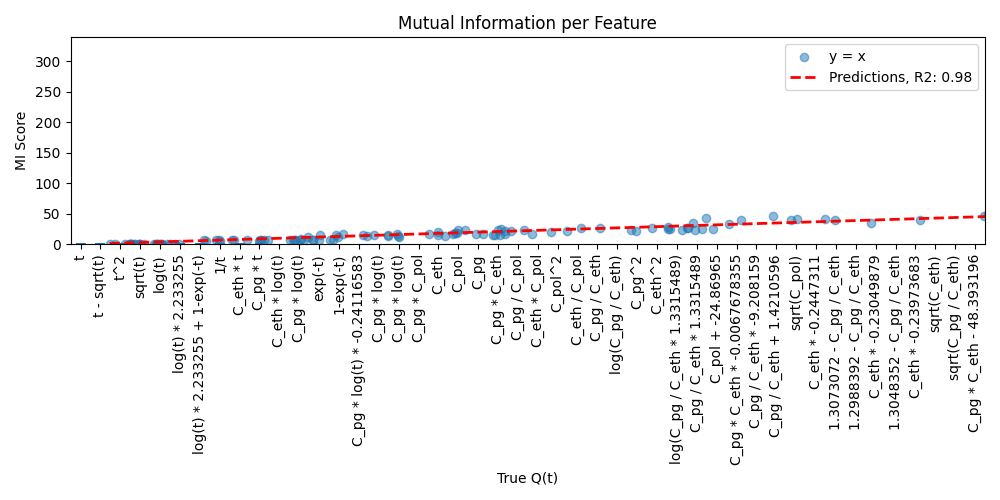 Mutual Information per Feature
y = x
Predictions, R2: 0.98
MI Score
300
250
200
150
100
50
0
t
t - sqrt(t)
t^2
sqrt(t)
log(t)
log(t) * 2.233255
log(t) * 2.233255 + 1-exp(-t)
1/t
C_eth * t
C_pg * t
C_eth * log(t)
C_pg * log(t)
exp(-t)
1-exp(-t)
C_pg * log(t) * -0.24116583
C_pg * log(t)
C_pg * log(t)
C_pg * C_pol
C_eth
C_pol
C_pg
C_pg * C_eth
C_pg / C_pol
C_eth * C_pol
C_pol^2
C_eth / C_pol
C_pg / C_eth
log(C_pg / C_eth)
C_pg^2
C_eth^2
log(C_pg / C_eth * 1.3315489)
C_pg / C_eth * 1.3315489
C_pol + -24.86965
C_pg * C_eth * -0.0067678355
C_pg / C_eth * -9.208159
C_pg / C_eth + 1.4210596
sqrt(C_pol)
C_eth * -0.2447311
1.3073072 - C_pg / C_eth
1.2988392 - C_pg / C_eth
C_eth * -0.23049879
1.3048352 - C_pg / C_eth
C_eth * -0.23973683
sqrt(C_eth)
sqrt(C_pg / C_eth)
C_pg * C_eth - 48.393196
True Q(t)